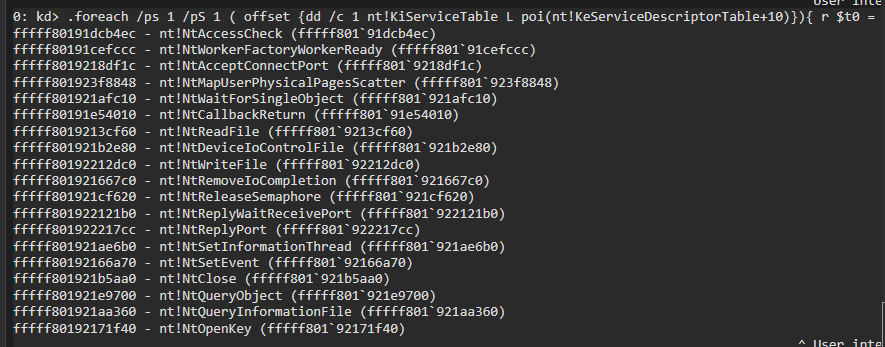 User inte
0: kd> .foreach /ps 1 /pS 1 ( offset {dd /c 1 nt!KiServiceTable L poi(nt!KeServiceDescriptorTable+10)}){ r $t0 =
fffff80191dcb4ec - nt!NtAccessCheck (fffff801`91dcb4ec)
fffff80191cefccc - nt!NtWorkerFactoryWorkerReady (fffff801`91cefccc)
fffff8019218df1c - nt!NtAcceptConnectPort (fffff801`9218df1c)
fffff801923f8848 - nt!NtMapUserPhysicalPagesScatter (fffff801`923f8848)
fffff801921afc10 - nt!NtWaitForSingleObject (fffff801`921afc10)
fffff80191e54010 - nt!NtCallbackReturn (fffff801`91e54010)
fffff8019213cf60 - nt!NtReadFile (fffff801`9213cf60)
fffff801921b2e80 - nt!NtDeviceIoControlFile (fffff801`921b2e80)
fffff80192212dc0 - nt!NtWriteFile (fffff801`92212dc0)
fffff801921667c0 - nt!NtRemoveIoCompletion (fffff801`921667c0)
fffff801921cf620 - nt!NtReleaseSemaphore (fffff801`921cf620)
fffff801922121b0 - nt!NtReplyWaitReceivePort (fffff801`922121b0)
fffff801922217cc - nt!NtReplyPort (fffff801`922217cc)
fffff801921ae6b0 - nt!NtSetInformationThread (fffff801`921ae6b0)
fffff80192166a70 - nt!NtSetEvent (fffff801`92166a70)
fffff801921b5aa0 - nt!NtClose (fffff801`921b5aa0)
fffff801921e9700 - nt!NtQueryObject (fffff801`921e9700)
fffff801921aa360 - nt!NtQueryInformationFile (fffff801`921aa360)
fffff80192171f40 - nt!NtOpenKey (fffff801`92171f40)
^ User inte